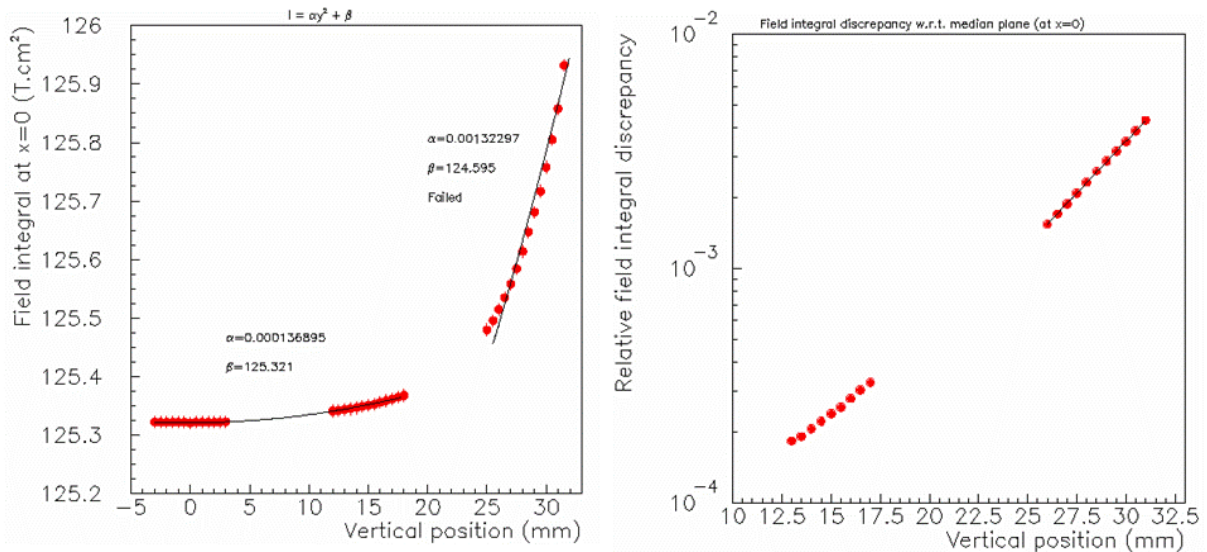 I = αy² + β
Field integral at x=0 (T.cm²)
126
125.9
125.8
125.7
125.6
125.5
125.4
125.3
125.2
α=0.00132297
β=124.595
Failed
α=0.000136895
β=125.321
−5 0 5 10 15 20 25 30
Vertical position (mm)
Field integral discrepancy w.r.t. median plane (at x=0)
Relative field integral discrepancy
10⁻²
10⁻³
10⁻⁴
10 12.5 15 17.5 20 22.5 25 27.5 30 32.5
Vertical position (mm)